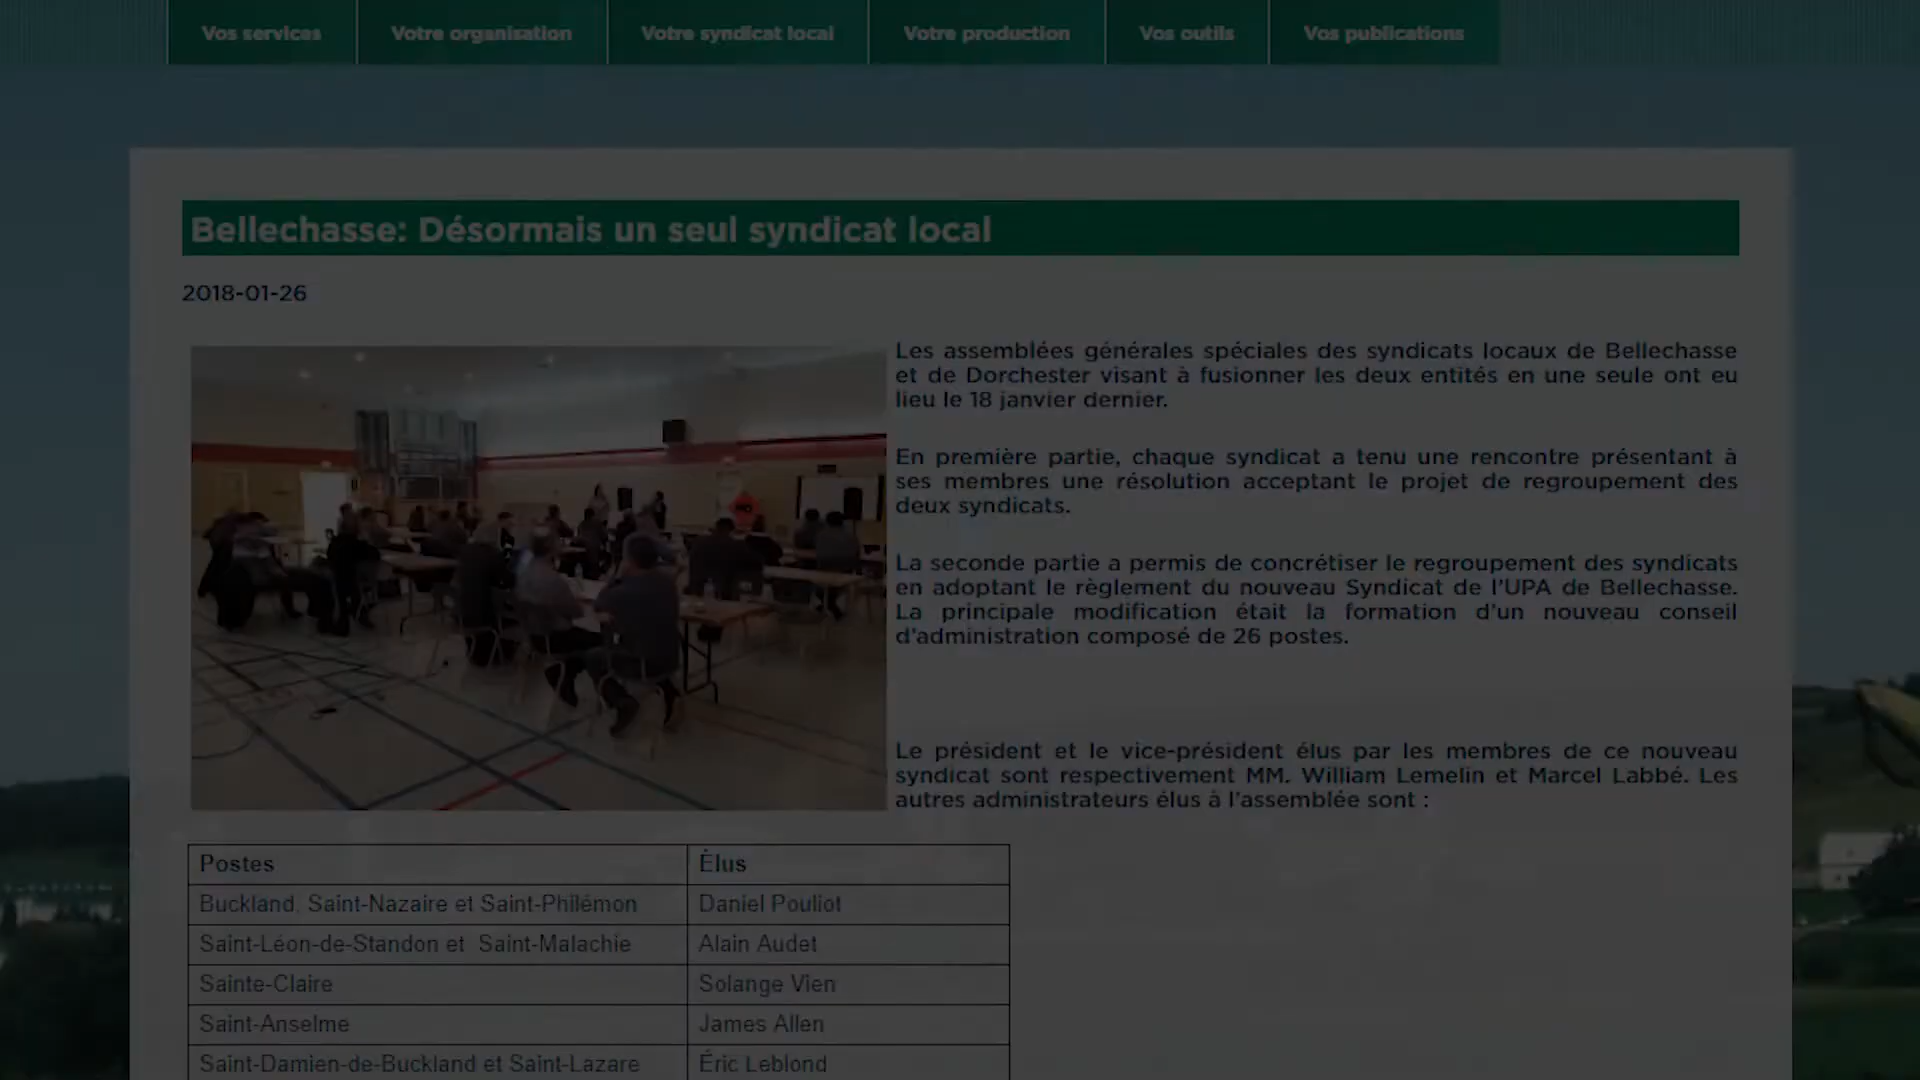 Vos services
Votre organisation
Votre syndicat local
Votre production
Vos outils
Vos publications
Bellechasse: Désormais un seul syndicat local
2018-01-26
Les assemblées générales spéciales des syndicats locaux de Bellechasse
et de Dorchester visant à fusionner les deux entités en une seule ont eu
lieu le 18 janvier dernier.
En première partie, chaque syndicat a tenu une rencontre présentant à
ses membres une résolution acceptant le projet de regroupement des
deux syndicats.
La seconde partie a permis de concrétiser le regroupement des syndicats
en adoptant le règlement du nouveau Syndicat de l'UPA de Bellechasse.
La principale modification était la formation d'un nouveau conseil
d'administration composé de 26 postes.
Le président et le vice-président élus par les membres de ce nouveau
syndicat sont respectivement MM. William Lemelin et Marcel Labbé. Les
autres administrateurs élus à l'assemblée sont :
Postes Élus
Buckland, Saint-Nazaire et Saint-Philémon Daniel Pouliot
Saint-Léon-de-Standon et Saint-Malachie Alain Audet
Sainte-Claire Solange Vien
Saint-Anselme James Allen
Saint-Damien-de-Buckland et Saint-Lazare Éric Leblond